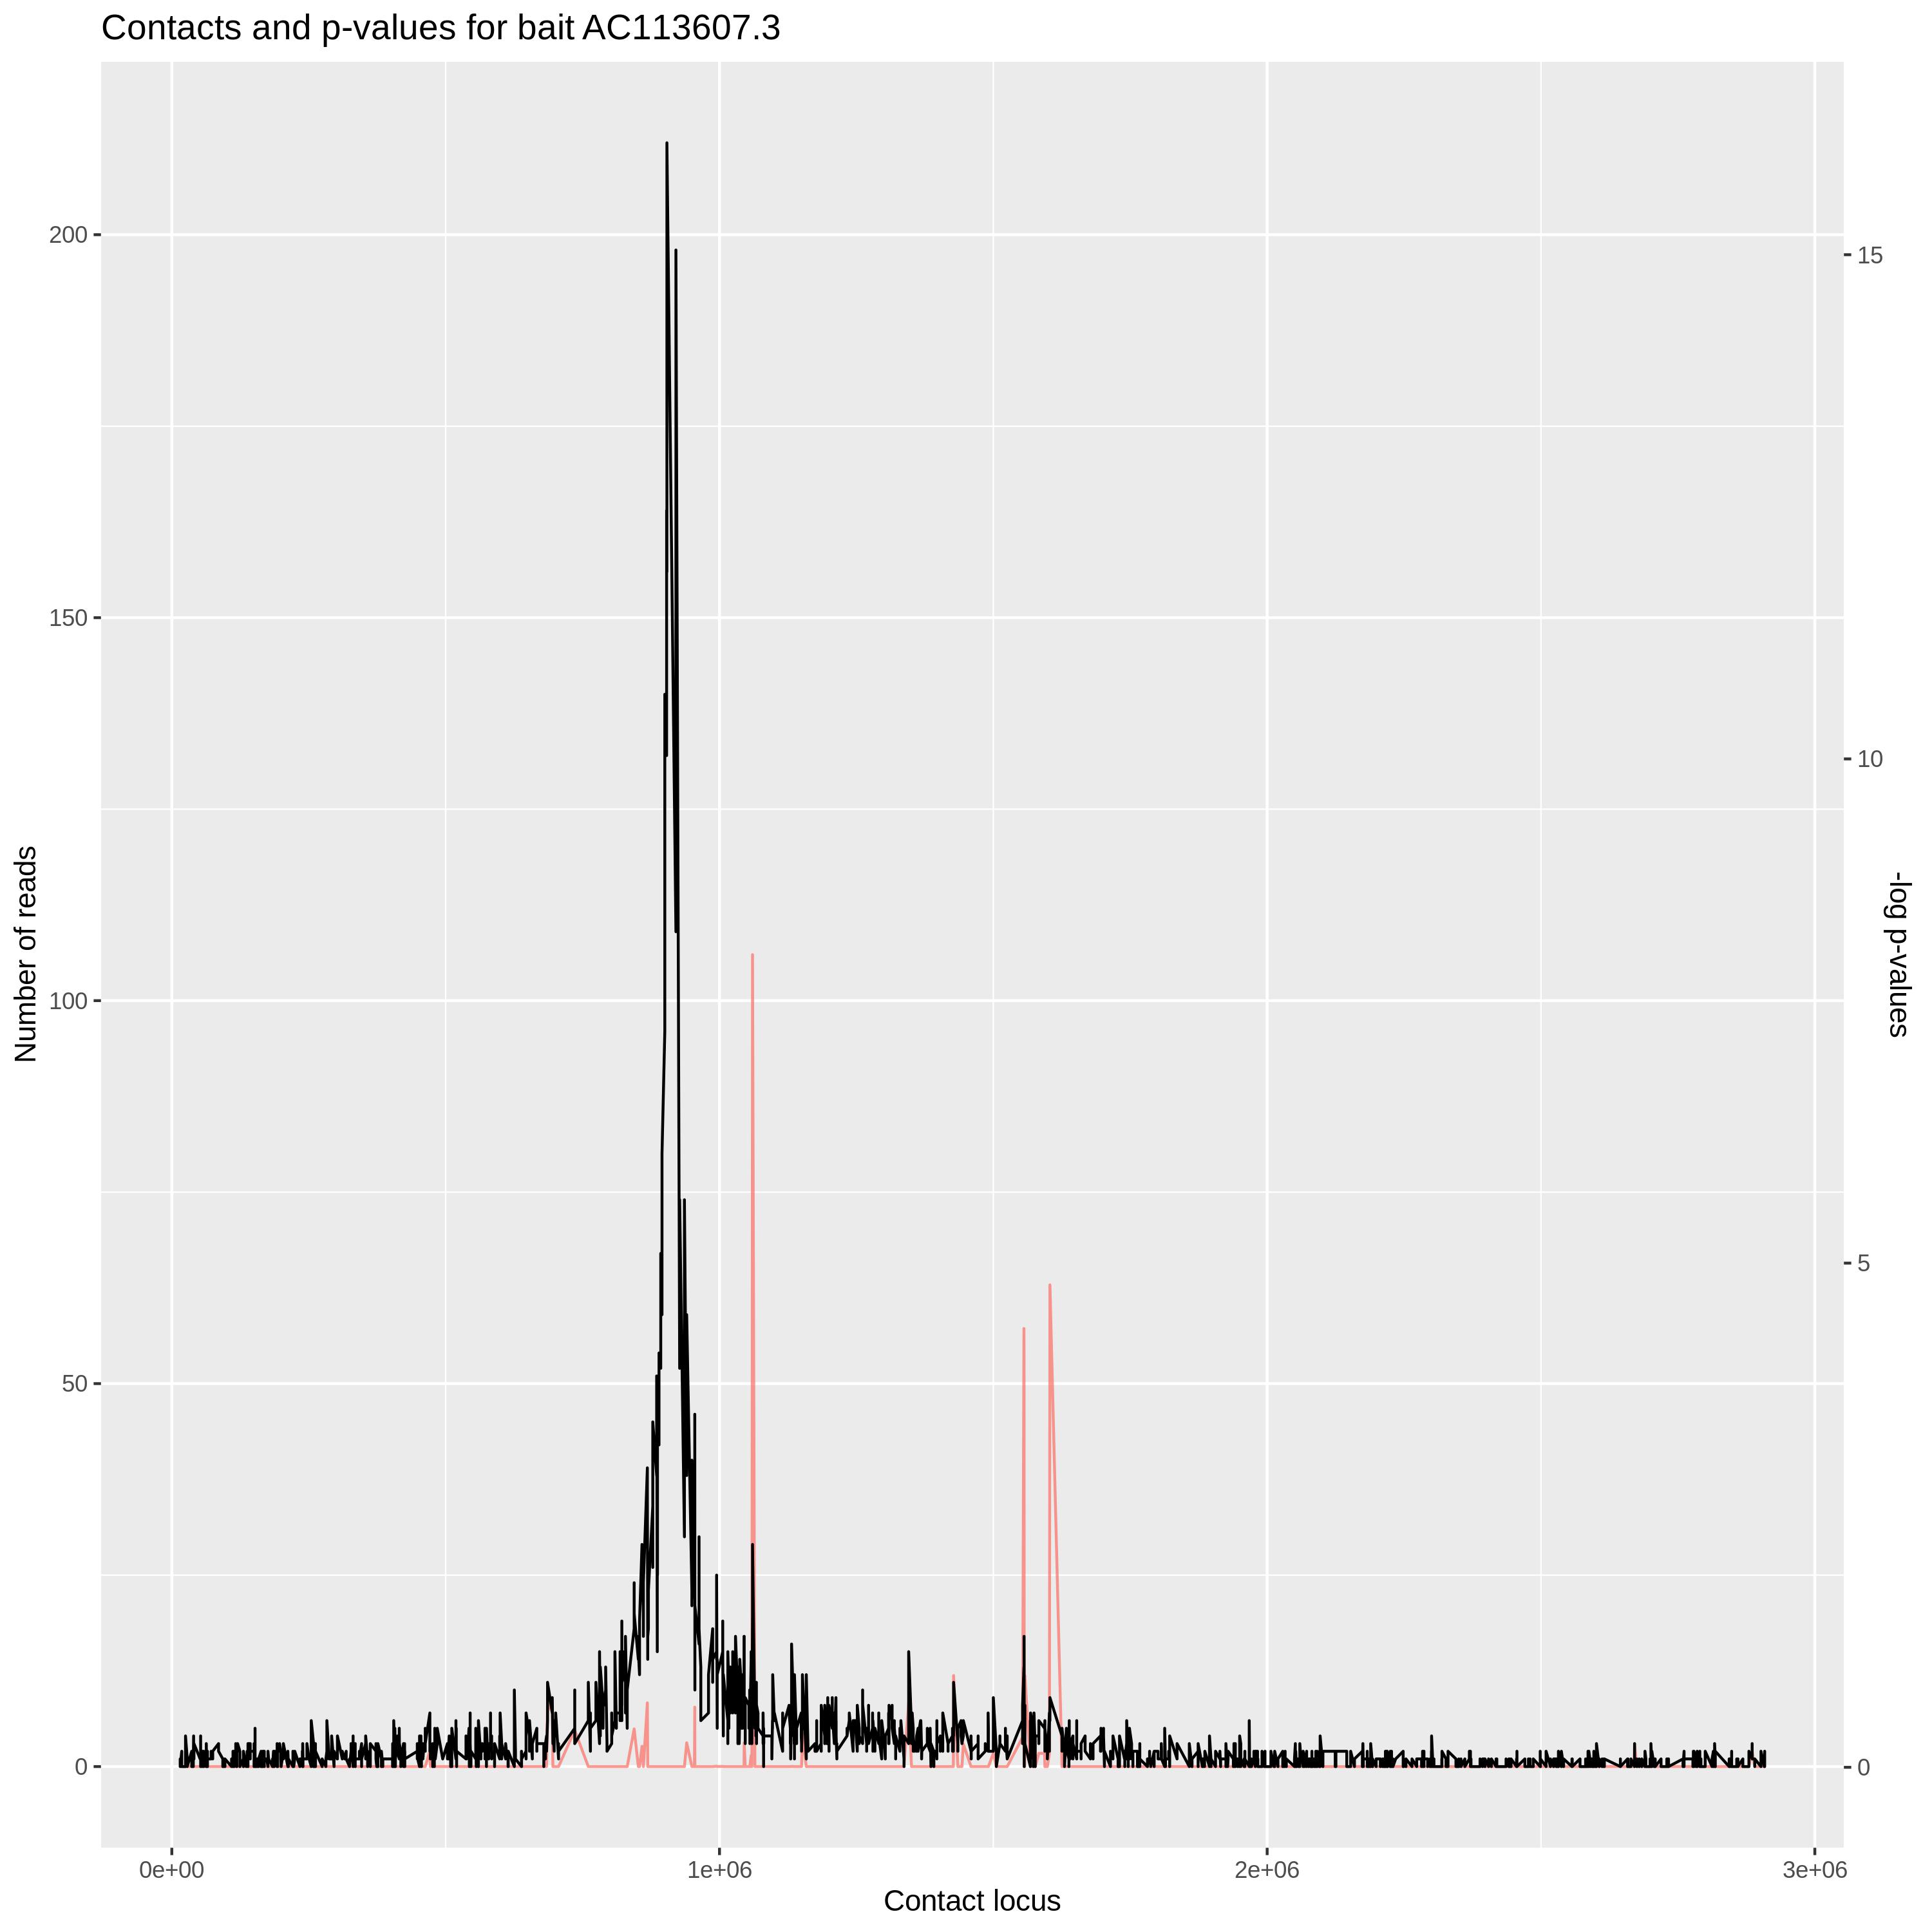 Contacts and p-values for bait AC113607.3
200
150
100
50
0
Number of reads
15
10
5
0
-log p-values
0e+00
1e+06
2e+06
3e+06
Contact locus